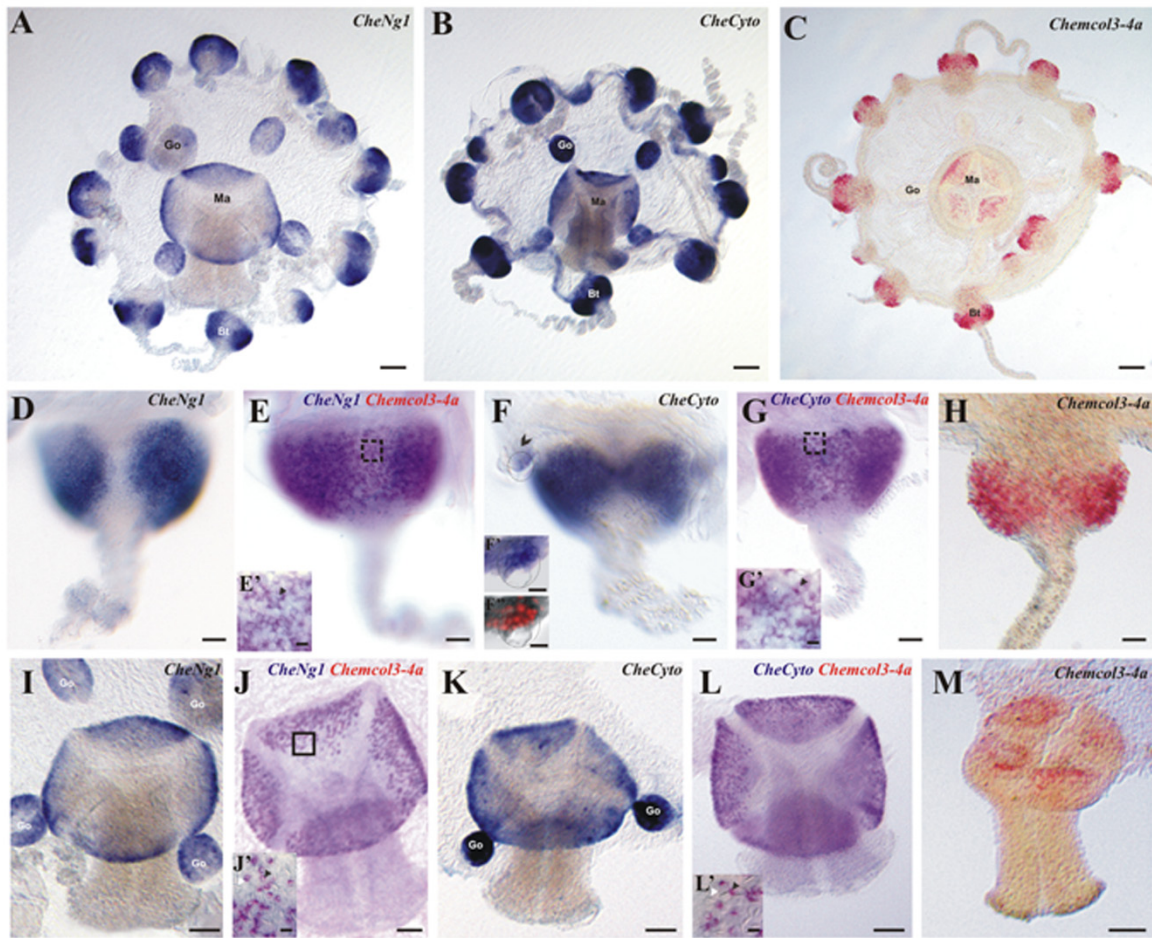 A CheNg1
Go
Ma
Bt
B CheCyto
Go
Ma
Bt
C Chemcol3-4a
Ma
Go
Bt
D CheNg1
E CheNg1 Chemcol3-4a
E'
F CheCyto
F'
F''
G CheCyto Chemcol3-4a
G'
H Chemcol3-4a
I CheNg1
Go
Go
Go
Go
J CheNg1 Chemcol3-4a
J'
K CheCyto
Go
Go
L CheCyto Chemcol3-4a
L'
M Chemcol3-4a